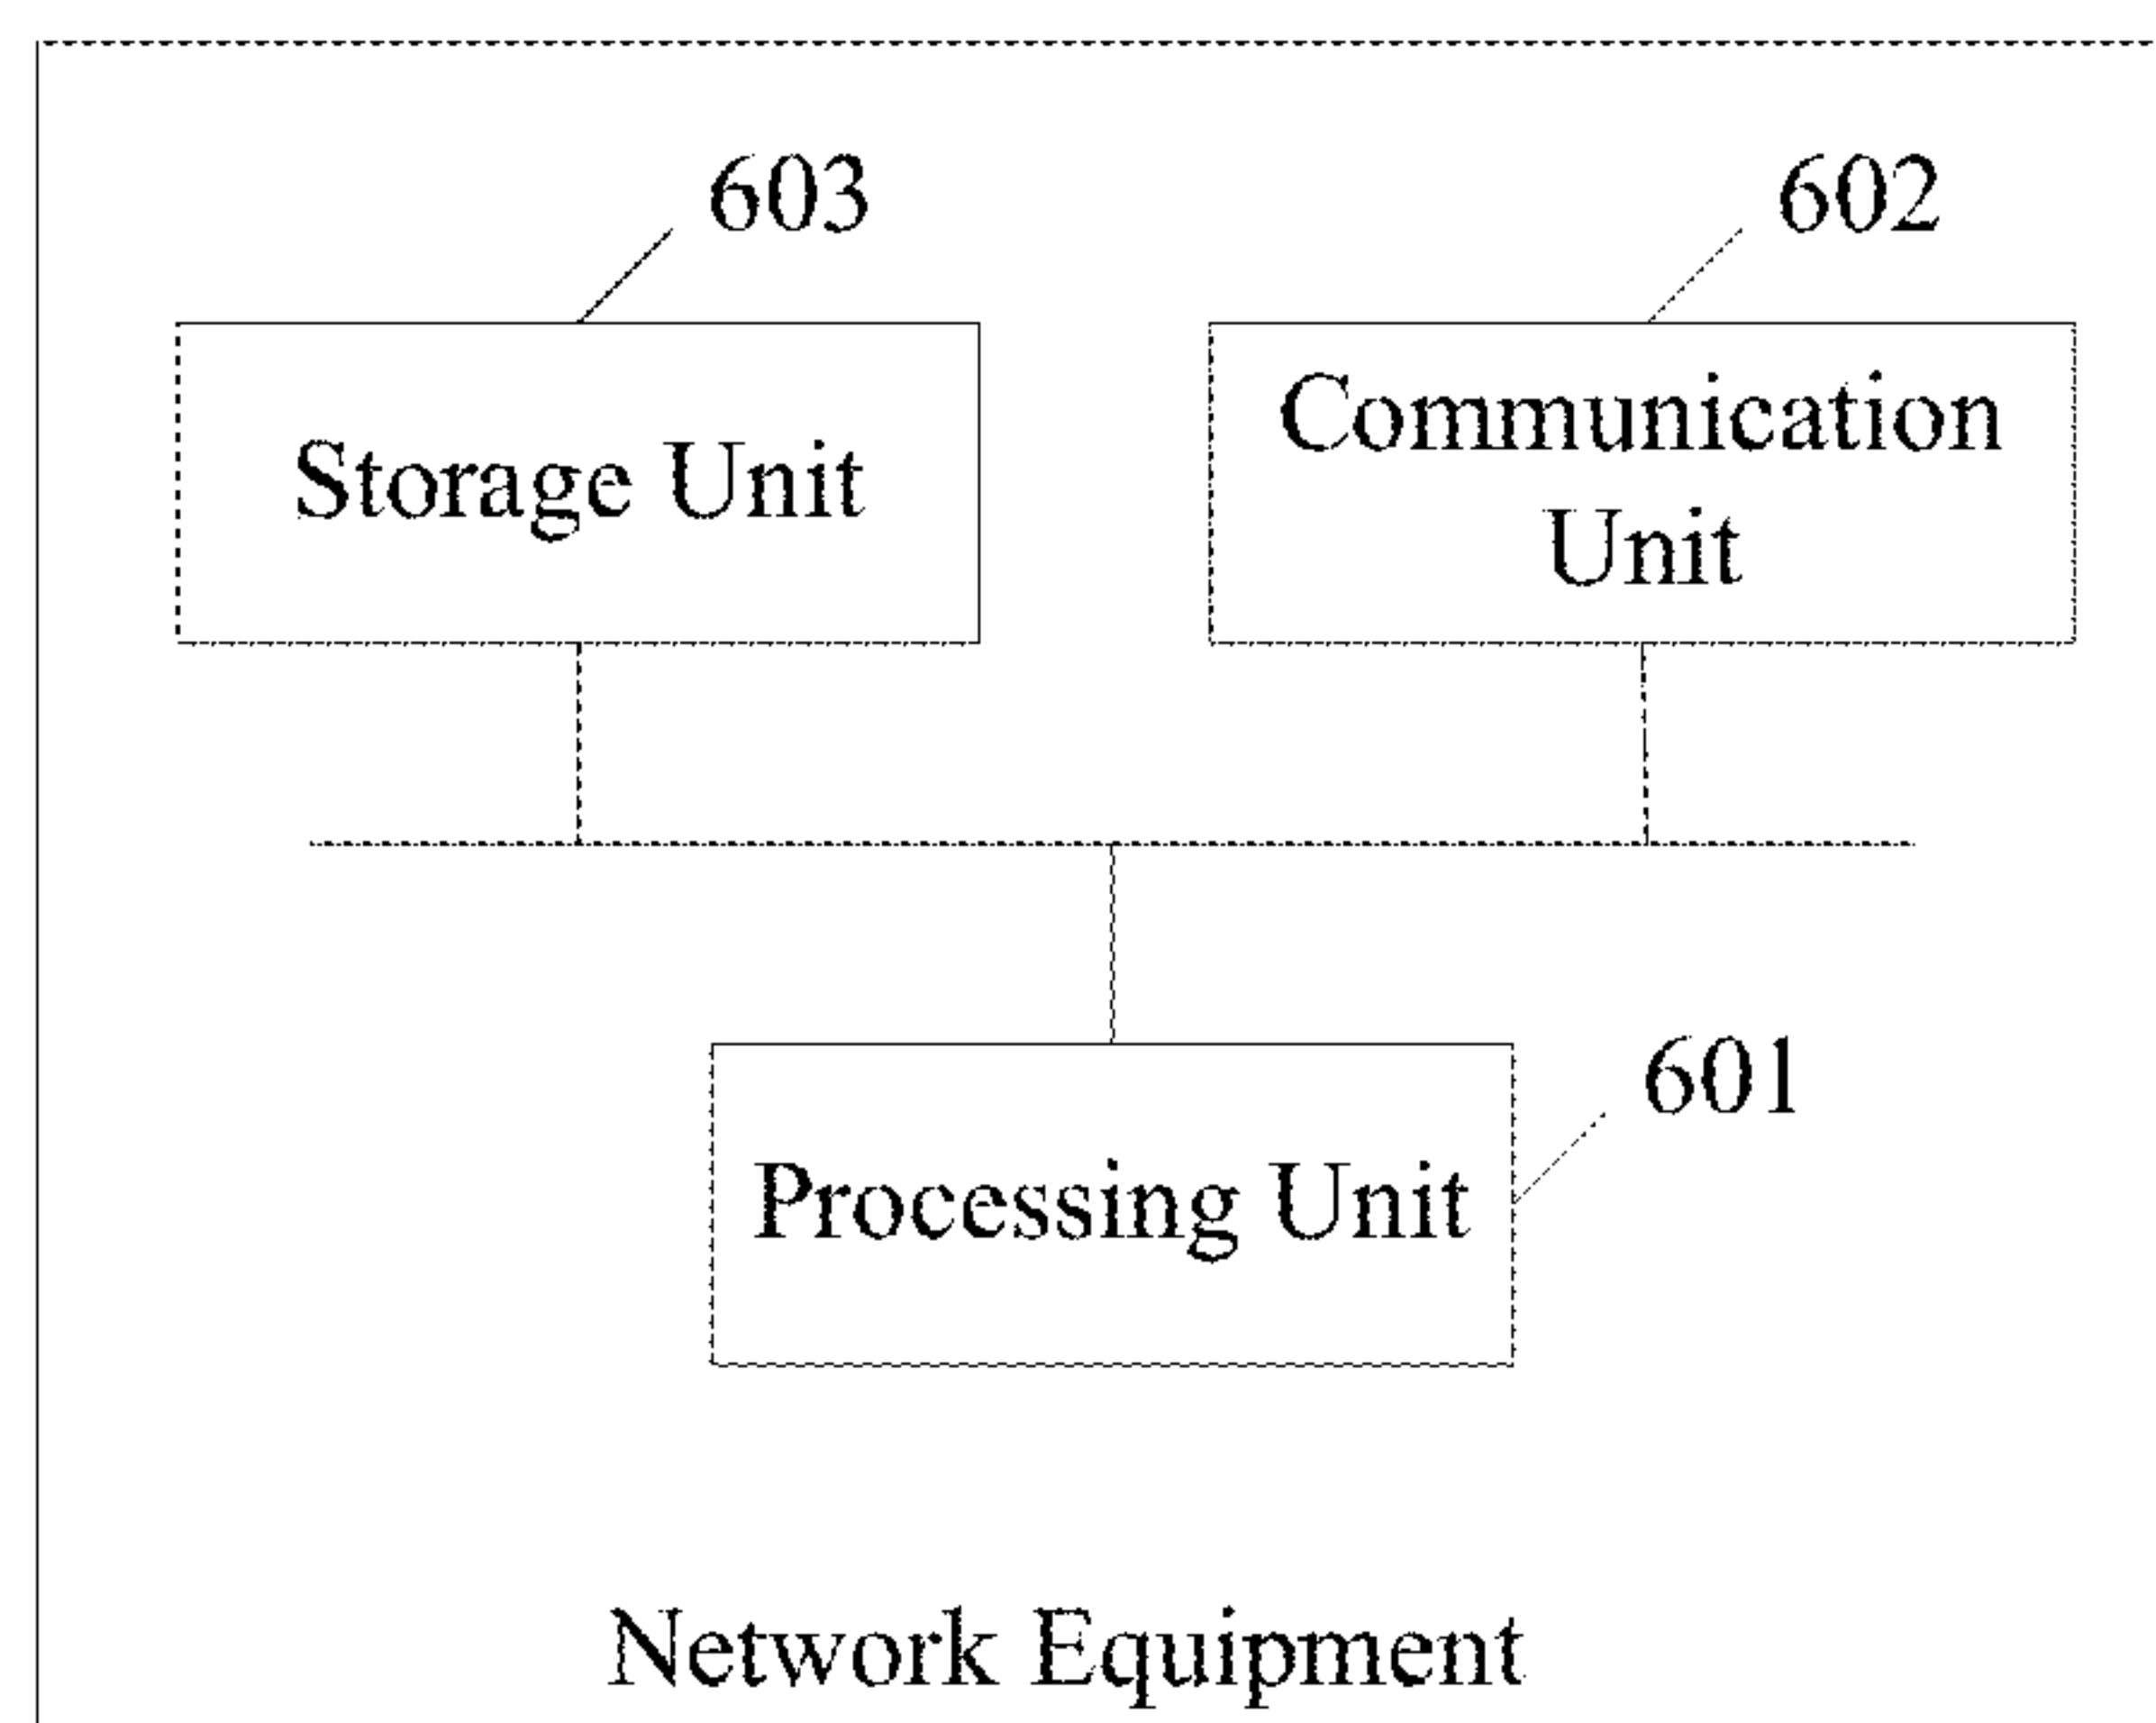 603
602
Storage Unit
Communication
Unit
601
Processing Unit
Network Equipment